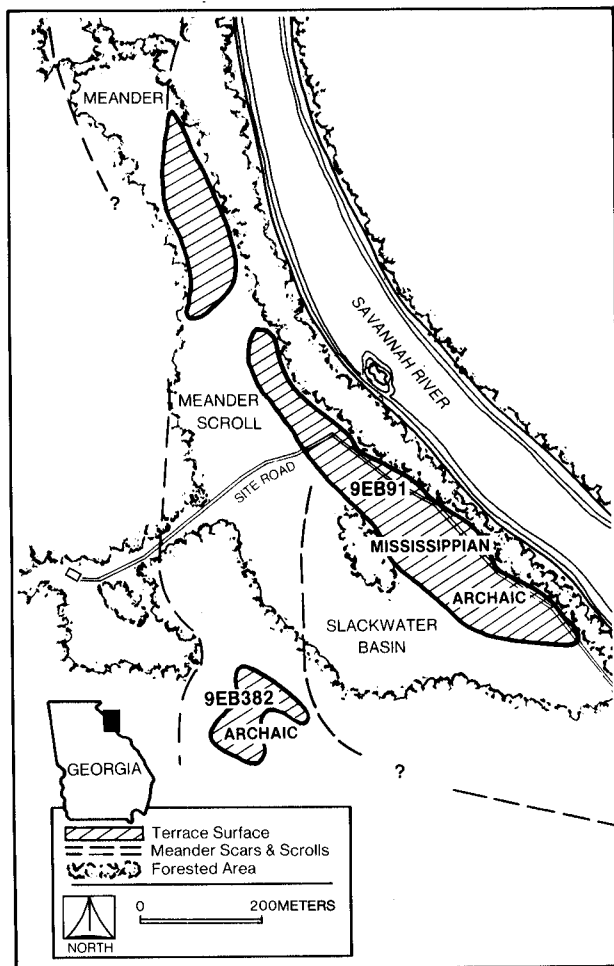 MEANDER
?
SAVANNAH RIVER
MEANDER
SCROLL
SITE ROAD
9EB91
MISSISSIPPIAN
ARCHAIC
SLACKWATER
BASIN
9EB382
ARCHAIC
GEORGIA
?
Terrace Surface
Meander Scars & Scrolls
Forested Area
0 200METERS
NORTH